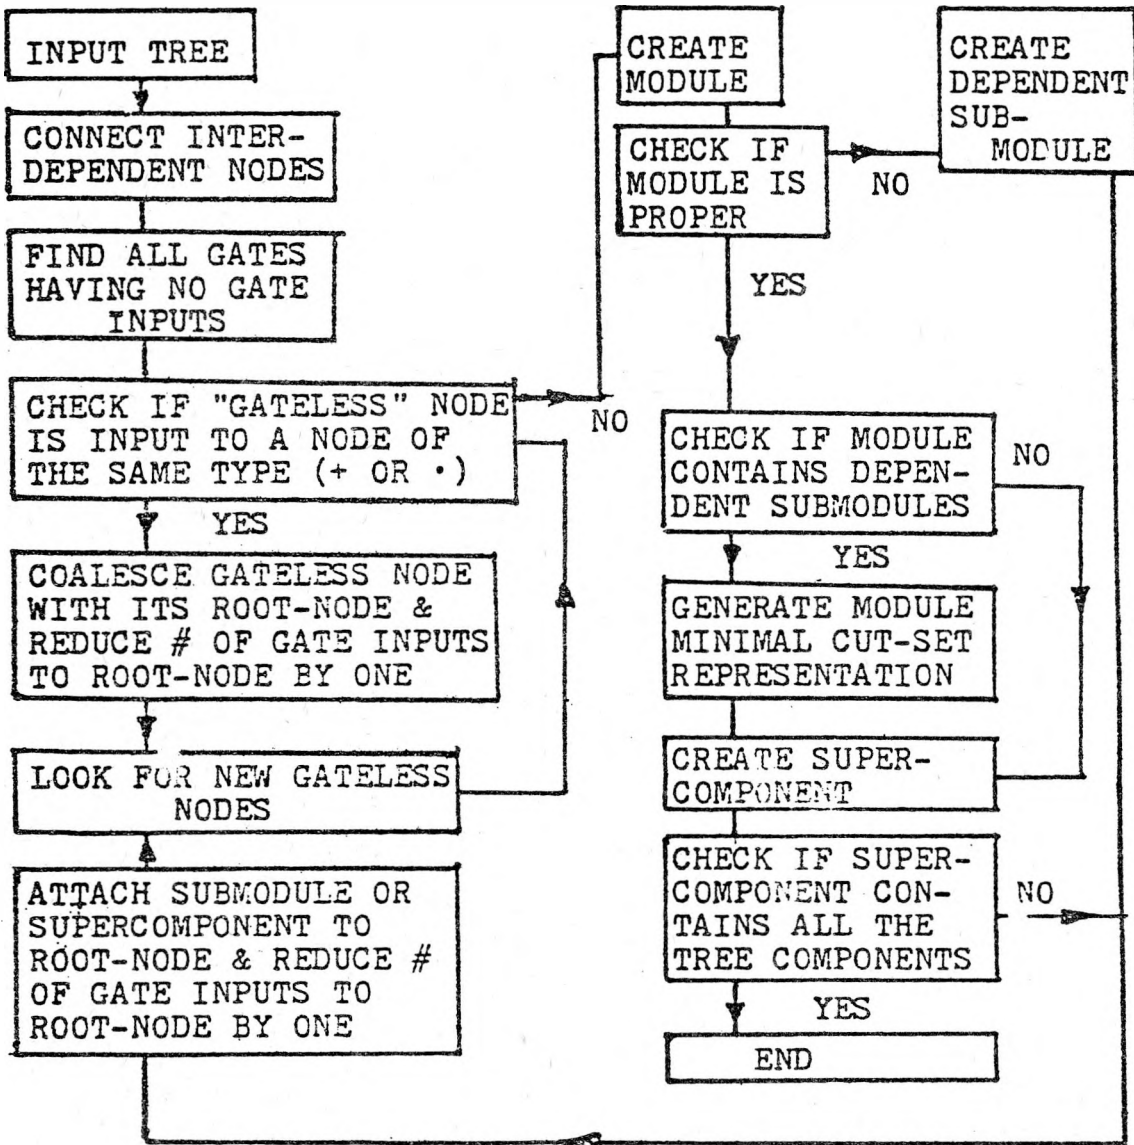 INPUT TREE
CONNECT INTER-
DEPENDENT NODES
FIND ALL GATES
HAVING NO GATE
INPUTS
CHECK IF "GATELESS" NODE
IS INPUT TO A NODE OF
THE SAME TYPE (+ OR ·)
NO
YES
COALESCE GATELESS NODE
WITH ITS ROOT-NODE &
REDUCE # OF GATE INPUTS
TO ROOT-NODE BY ONE
LOOK FOR NEW GATELESS
NODES
ATTACH SUBMODULE OR
SUPERCOMPONENT TO
ROOT-NODE & REDUCE #
OF GATE INPUTS TO
ROOT-NODE BY ONE
CREATE
MODULE
CHECK IF
MODULE IS
PROPER
NO
CREATE
DEPENDENT
SUB-
MODULE
YES
CHECK IF MODULE
CONTAINS DEPEN-
DENT SUBMODULES
NO
YES
GENERATE MODULE
MINIMAL CUT-SET
REPRESENTATION
CREATE SUPER-
COMPONENT
CHECK IF SUPER-
COMPONENT CON-
TAINS ALL THE
TREE COMPONENTS
NO
YES
END